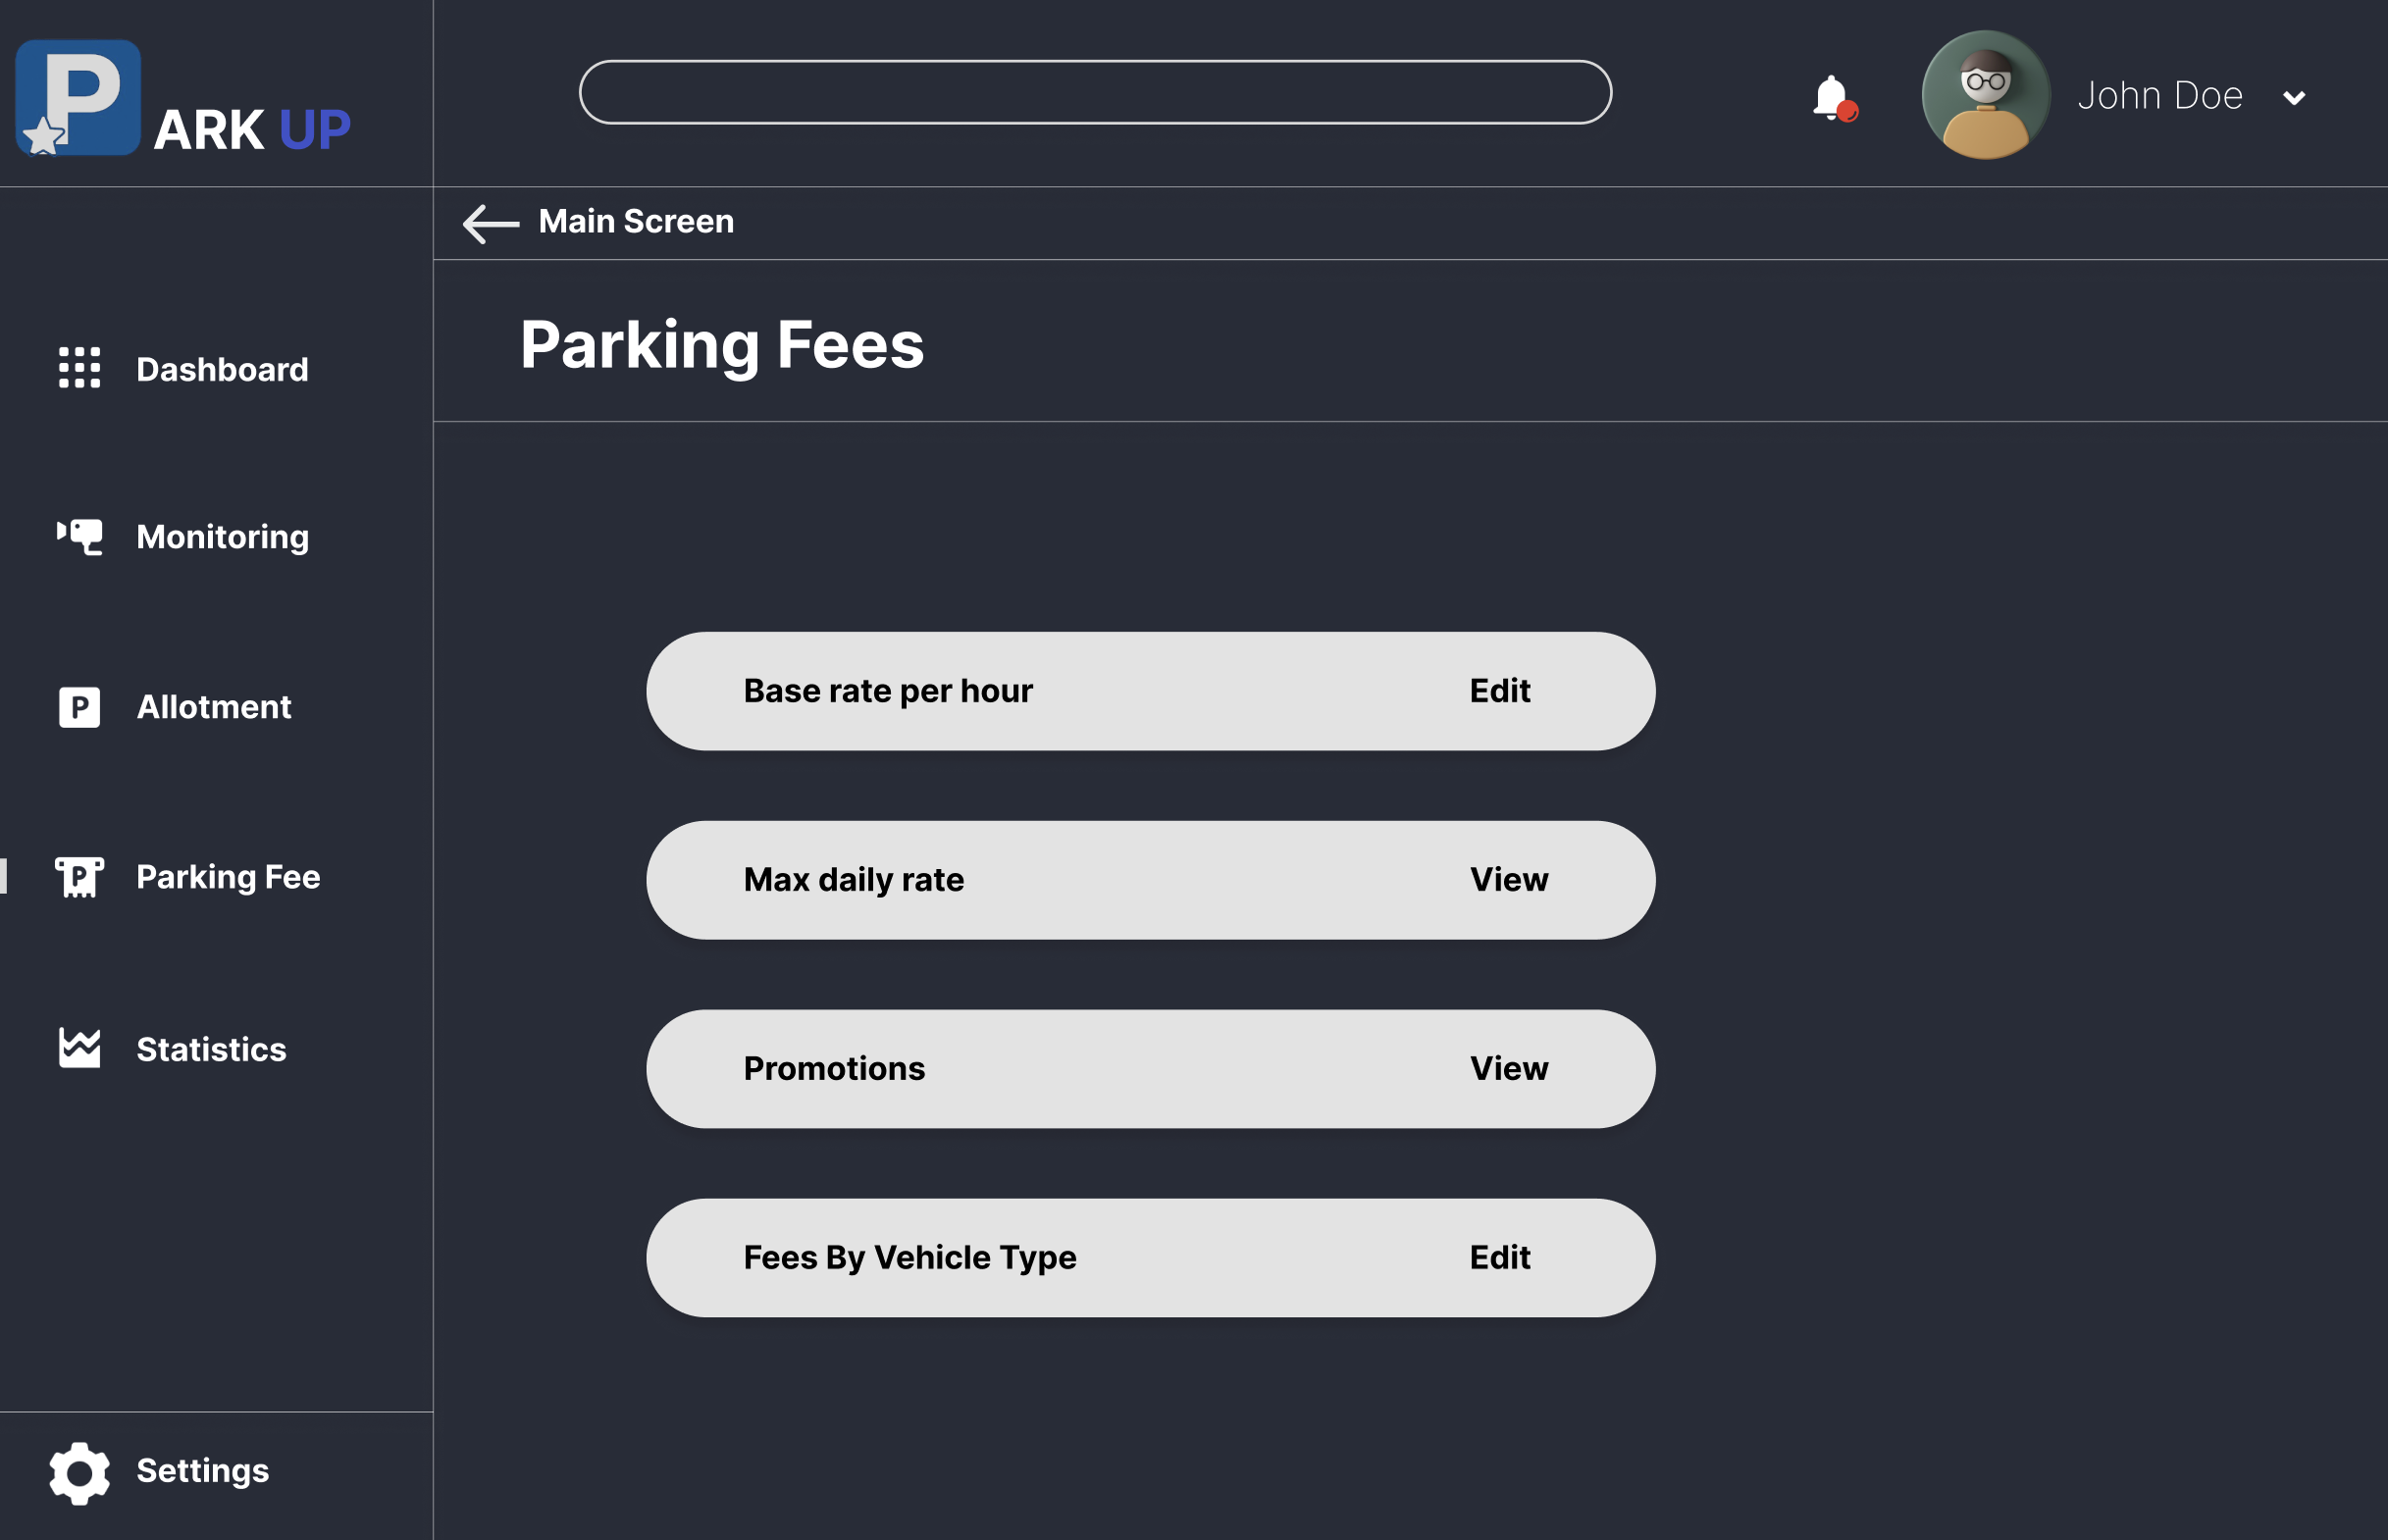 PARK UP
John Doe
Main Screen
Parking Fees
Dashboard
Monitoring
P Allotment
P Parking Fee
Statistics
Settings
Base rate per hour Edit
Max daily rate View
Promotions View
Fees By Vehicle Type Edit